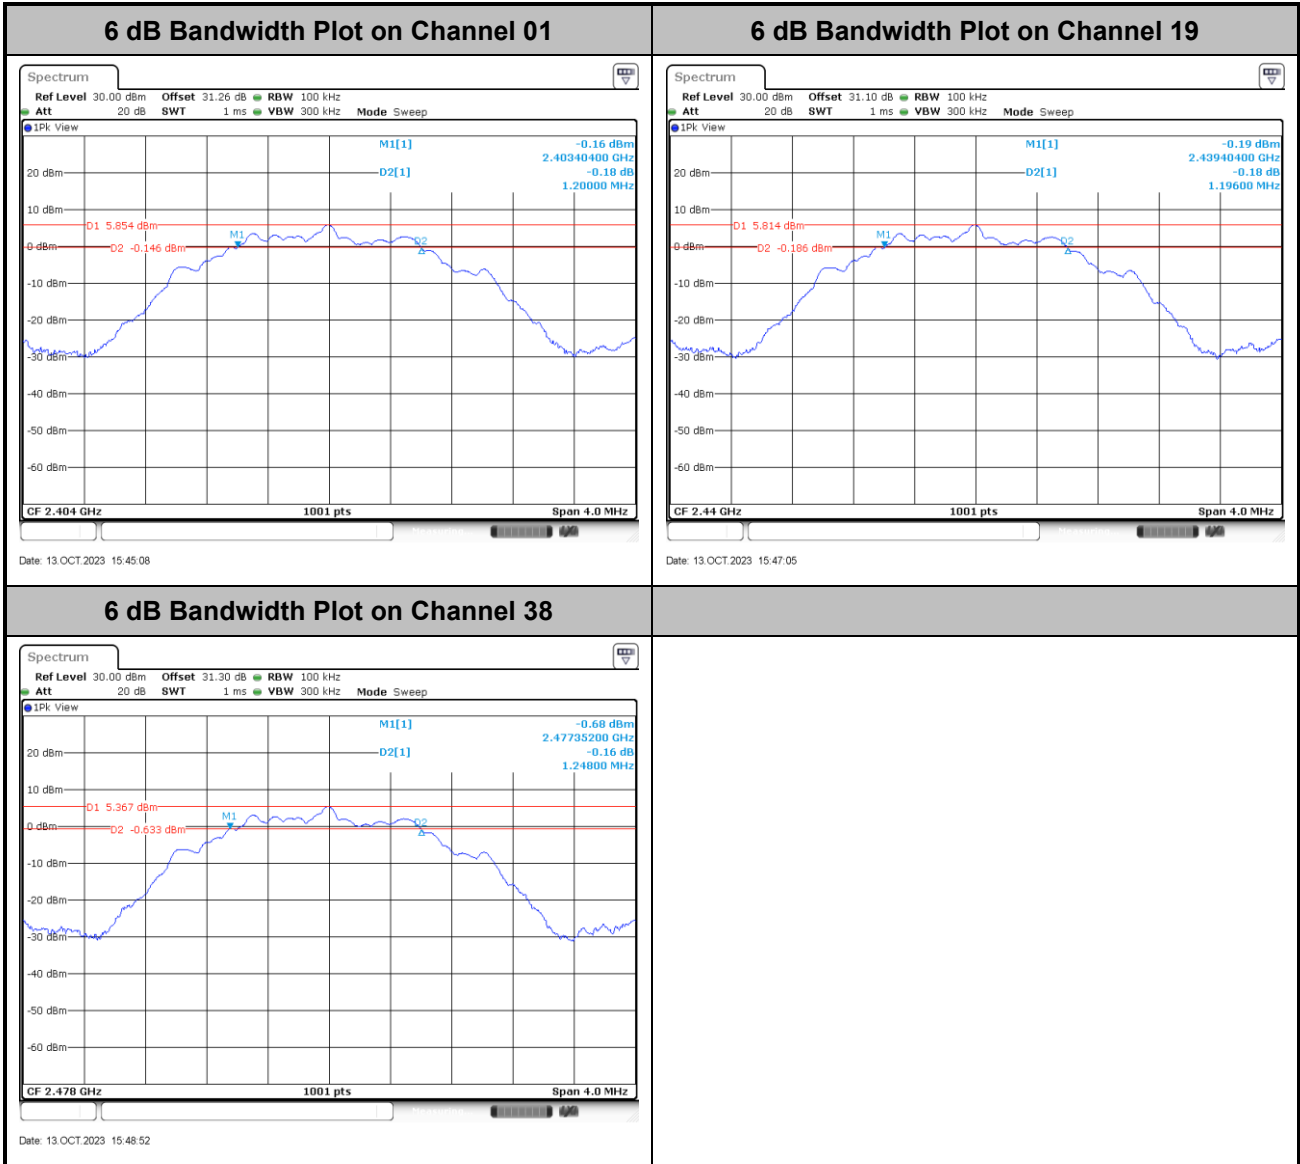 6 dB Bandwidth Plot on Channel 01
Spectrum
Ref Level 30.00 dBm Offset 31.26 dB RBW 100 kHz
Att 20 dB SWT 1 ms VBW 300 kHz Mode Sweep
1Pk View
M1[1] -0.16 dBm
2.40340400 GHz
D2[1] -0.18 dB
1.20000 MHz
20 dBm
10 dBm
D1 5.854 dBm
M1
D2
0 dBm
D2 -0.146 dBm
-10 dBm
-20 dBm
-30 dBm
-40 dBm
-50 dBm
-60 dBm
CF 2.404 GHz 1001 pts Span 4.0 MHz
Date: 13.OCT.2023 15:45:08
6 dB Bandwidth Plot on Channel 19
Spectrum
Ref Level 30.00 dBm Offset 31.10 dB RBW 100 kHz
Att 20 dB SWT 1 ms VBW 300 kHz Mode Sweep
1Pk View
M1[1] -0.19 dBm
2.43940400 GHz
D2[1] -0.18 dB
1.19600 MHz
20 dBm
10 dBm
D1 5.814 dBm
M1
D2
0 dBm
D2 -0.186 dBm
-10 dBm
-20 dBm
-30 dBm
-40 dBm
-50 dBm
-60 dBm
CF 2.44 GHz 1001 pts Span 4.0 MHz
Date: 13.OCT.2023 15:47:05
6 dB Bandwidth Plot on Channel 38
Spectrum
Ref Level 30.00 dBm Offset 31.30 dB RBW 100 kHz
Att 20 dB SWT 1 ms VBW 300 kHz Mode Sweep
1Pk View
M1[1] -0.68 dBm
2.47735200 GHz
D2[1] -0.16 dB
1.24800 MHz
20 dBm
10 dBm
D1 5.367 dBm
M1
D2
0 dBm
D2 -0.633 dBm
-10 dBm
-20 dBm
-30 dBm
-40 dBm
-50 dBm
-60 dBm
CF 2.478 GHz 1001 pts Span 4.0 MHz
Date: 13.OCT.2023 15:48:52